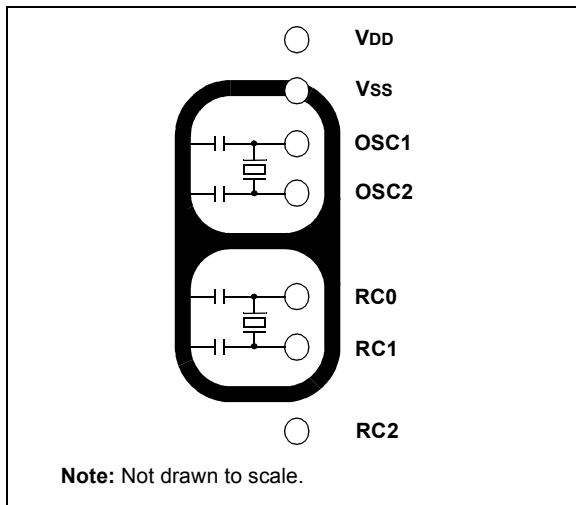 VDD
VSS
OSC1
OSC2
RC0
RC1
RC2
Note: Not drawn to scale.